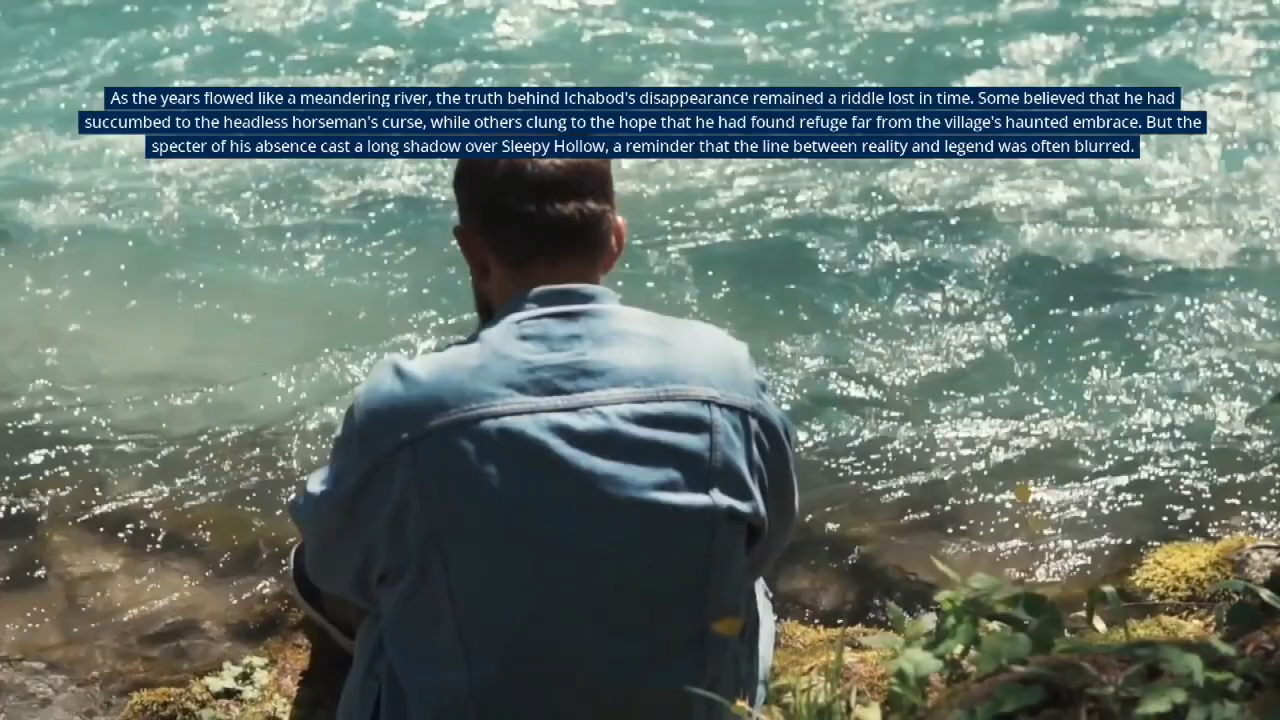 As the years flowed like a meandering river, the truth behind Ichabod's disappearance remained a riddle lost in time. Some believed that he had
succumbed to the headless horseman's curse, while others clung to the hope that he had found refuge far from the village's haunted embrace. But the
specter of his absence cast a long shadow over Sleepy Hollow, a reminder that the line between reality and legend was often blurred.